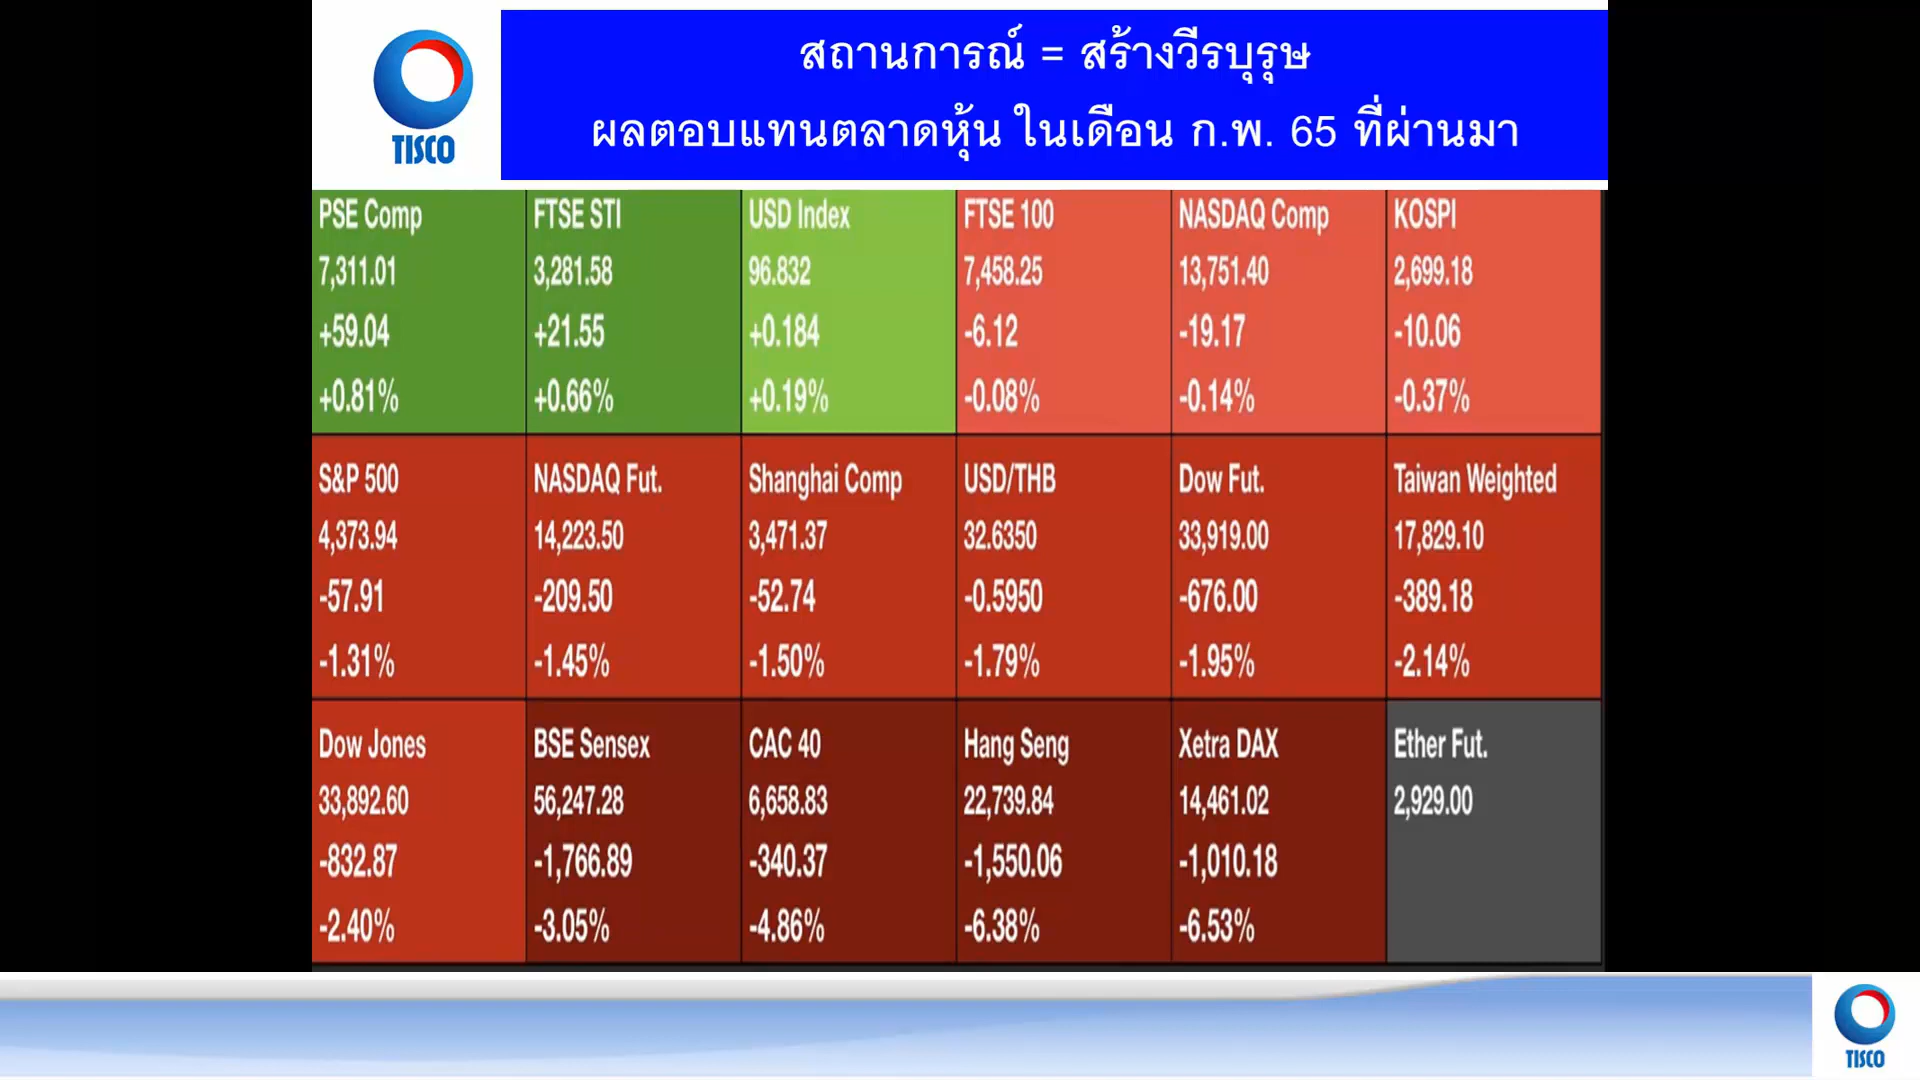 TISCO
สถานการณ์ = สร้างวีรบุรุษ
ผลตอบแทนตลาดหุ้น ในเดือน ก.พ. 65 ที่ผ่านมา
PSE Comp
7,311.01
+59.04
+0.81%
FTSE STI
3,281.58
+21.55
+0.66%
USD Index
96.832
+0.184
+0.19%
FTSE 100
7,458.25
-6.12
-0.08%
NASDAQ Comp
13,751.40
-19.17
-0.14%
KOSPI
2,699.18
-10.06
-0.37%
S&P 500
4,373.94
-57.91
-1.31%
NASDAQ Fut.
14,223.50
-209.50
-1.45%
Shanghai Comp
3,471.37
-52.74
-1.50%
USD/THB
32.6350
-0.5950
-1.79%
Dow Fut.
33,919.00
-676.00
-1.95%
Taiwan Weighted
17,829.10
-389.18
-2.14%
Dow Jones
33,892.60
-832.87
-2.40%
BSE Sensex
56,247.28
-1,766.89
-3.05%
CAC 40
6,658.83
-340.37
-4.86%
Hang Seng
22,739.84
-1,550.06
-6.38%
Xetra DAX
14,461.02
-1,010.18
-6.53%
Ether Fut.
2,929.00
TISCO